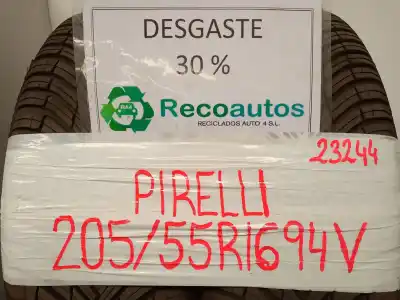 DESGASTE
30 %
Recoautos
RECICLADOS AUTO 4 S.L.
23244
PIRELLI
205/55R1694V